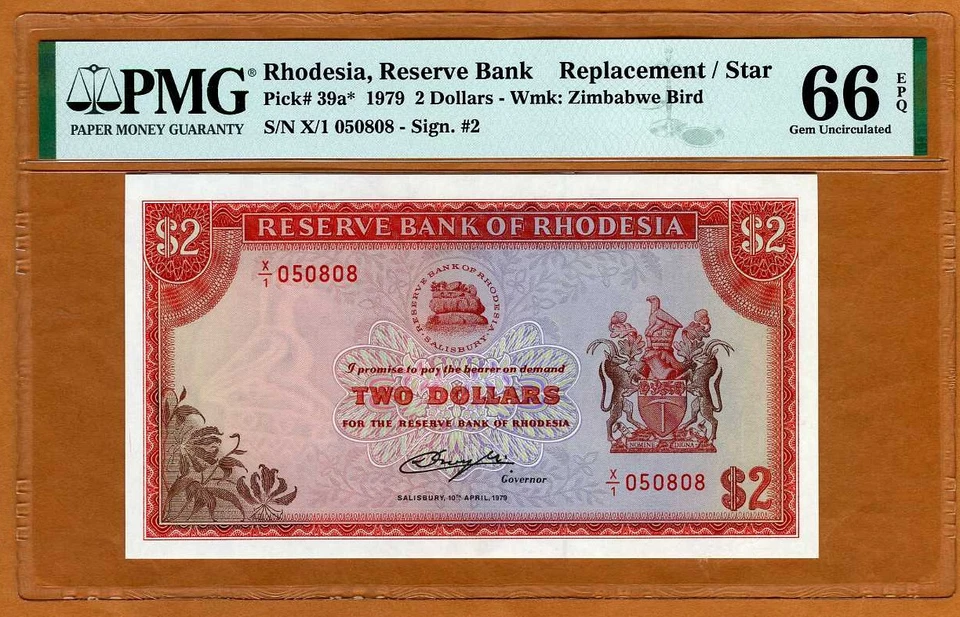 PMG®
PAPER MONEY GUARANTY
Rhodesia, Reserve Bank Replacement / Star
Pick# 39a* 1979 2 Dollars - Wmk: Zimbabwe Bird
S/N X/1 050808 - Sign. #2
66 EPQ
Gem Uncirculated
$2 RESERVE BANK OF RHODESIA $2
X/1 050808
RESERVE BANK OF RHODESIA
· SALISBURY ·
I promise to pay the bearer on demand
TWO DOLLARS
FOR THE RESERVE BANK OF RHODESIA
Governor
SALISBURY, 10TH APRIL, 1979
NOMINE DIGNA
X/1 050808 $2